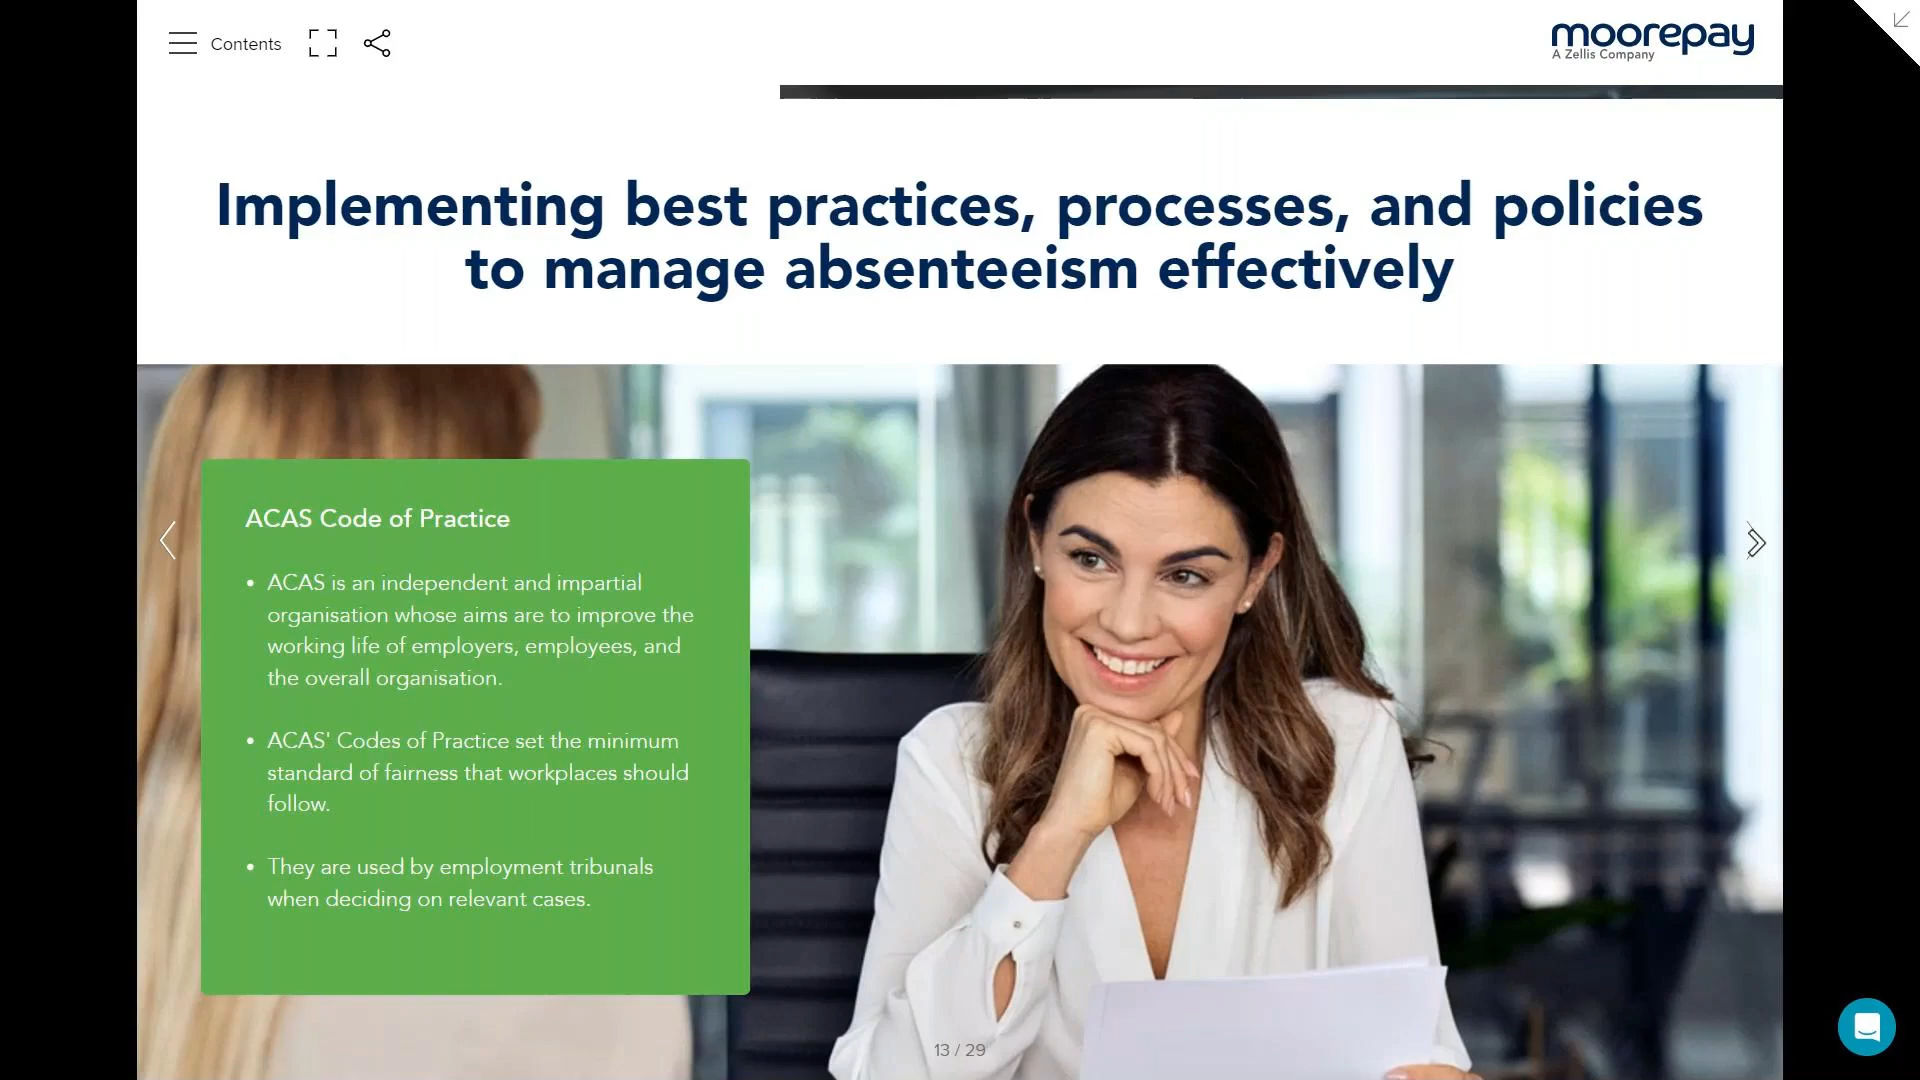 Contents
moorepay
A Zellis Company
Implementing best practices, processes, and policies
to manage absenteeism effectively
ACAS Code of Practice
• ACAS is an independent and impartial
organisation whose aims are to improve the
working life of employers, employees, and
the overall organisation.
• ACAS' Codes of Practice set the minimum
standard of fairness that workplaces should
follow.
• They are used by employment tribunals
when deciding on relevant cases.
13 / 29